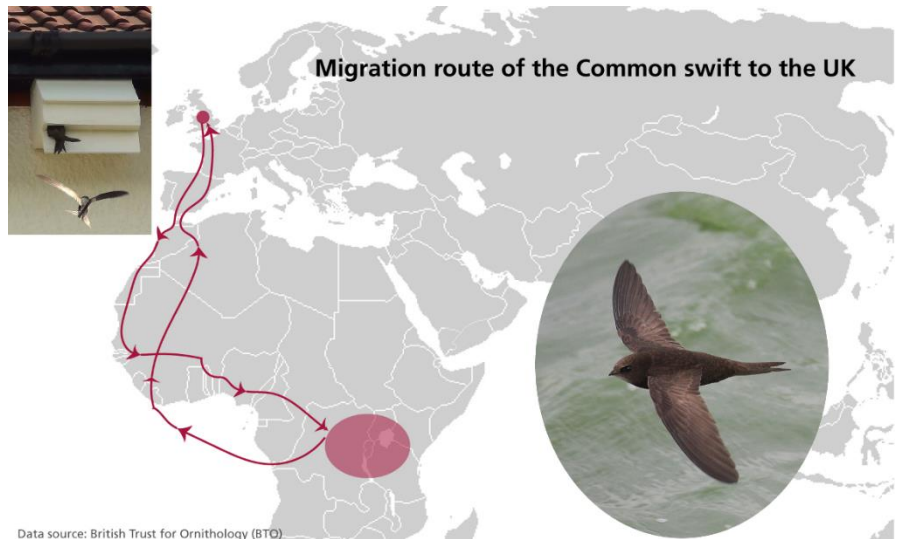 Migration route of the Common swift to the UK
Data source: British Trust for Ornithology (BTO)